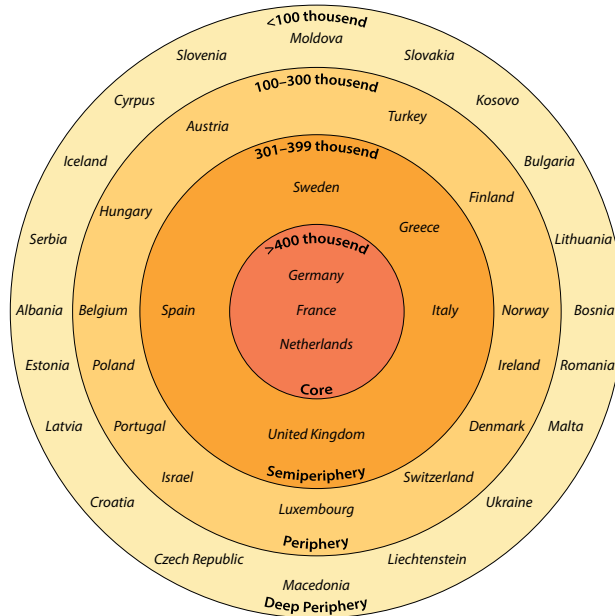 <100 thousend
Moldova
Slovenia
Slovakia
100–300 thousend
Cyrpus
Kosovo
Turkey
Austria
301–399 thousend
Iceland
Bulgaria
Sweden
Finland
Hungary
Greece
Serbia
Lithuania
>400 thousend
Germany
Albania
Belgium
Spain
France
Italy
Norway
Bosnia
Netherlands
Estonia
Poland
Ireland
Romania
Core
Latvia
Portugal
United Kingdom
Denmark
Malta
Israel
Semiperiphery
Switzerland
Croatia
Luxembourg
Ukraine
Periphery
Czech Republic
Liechtenstein
Macedonia
Deep Periphery